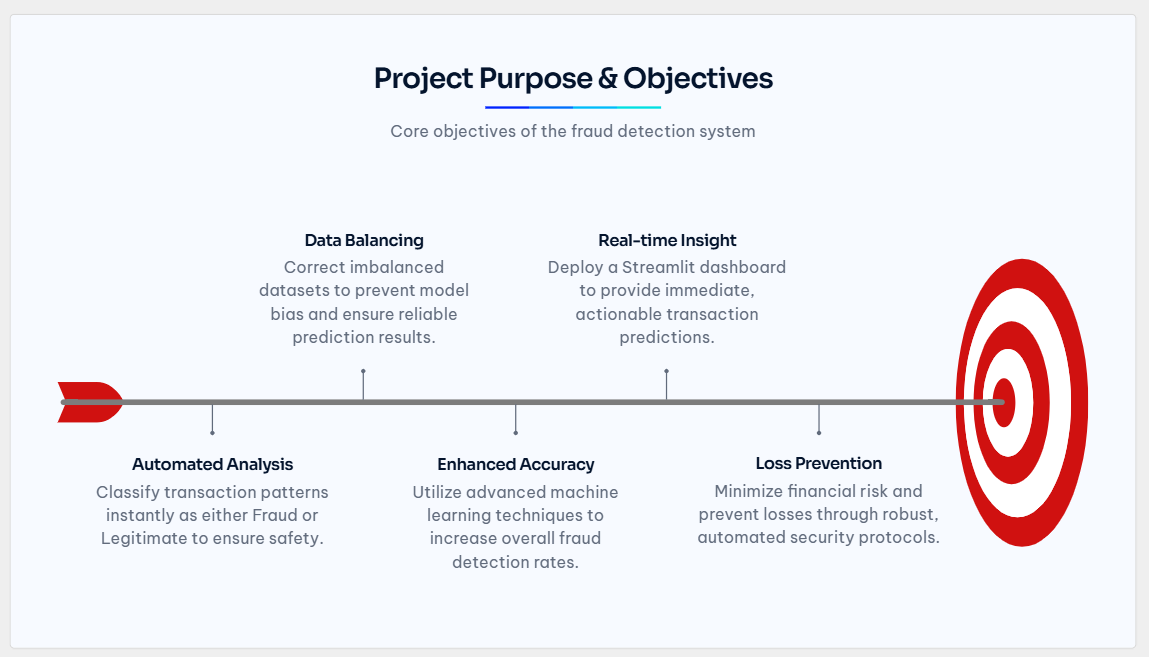 Project Purpose & Objectives
Core objectives of the fraud detection system
Data Balancing
Correct imbalanced
datasets to prevent model
bias and ensure reliable
prediction results.
Real-time Insight
Deploy a Streamlit dashboard
to provide immediate,
actionable transaction
predictions.
Automated Analysis
Classify transaction patterns
instantly as either Fraud or
Legitimate to ensure safety.
Enhanced Accuracy
Utilize advanced machine
learning techniques to
increase overall fraud
detection rates.
Loss Prevention
Minimize financial risk and
prevent losses through robust,
automated security protocols.